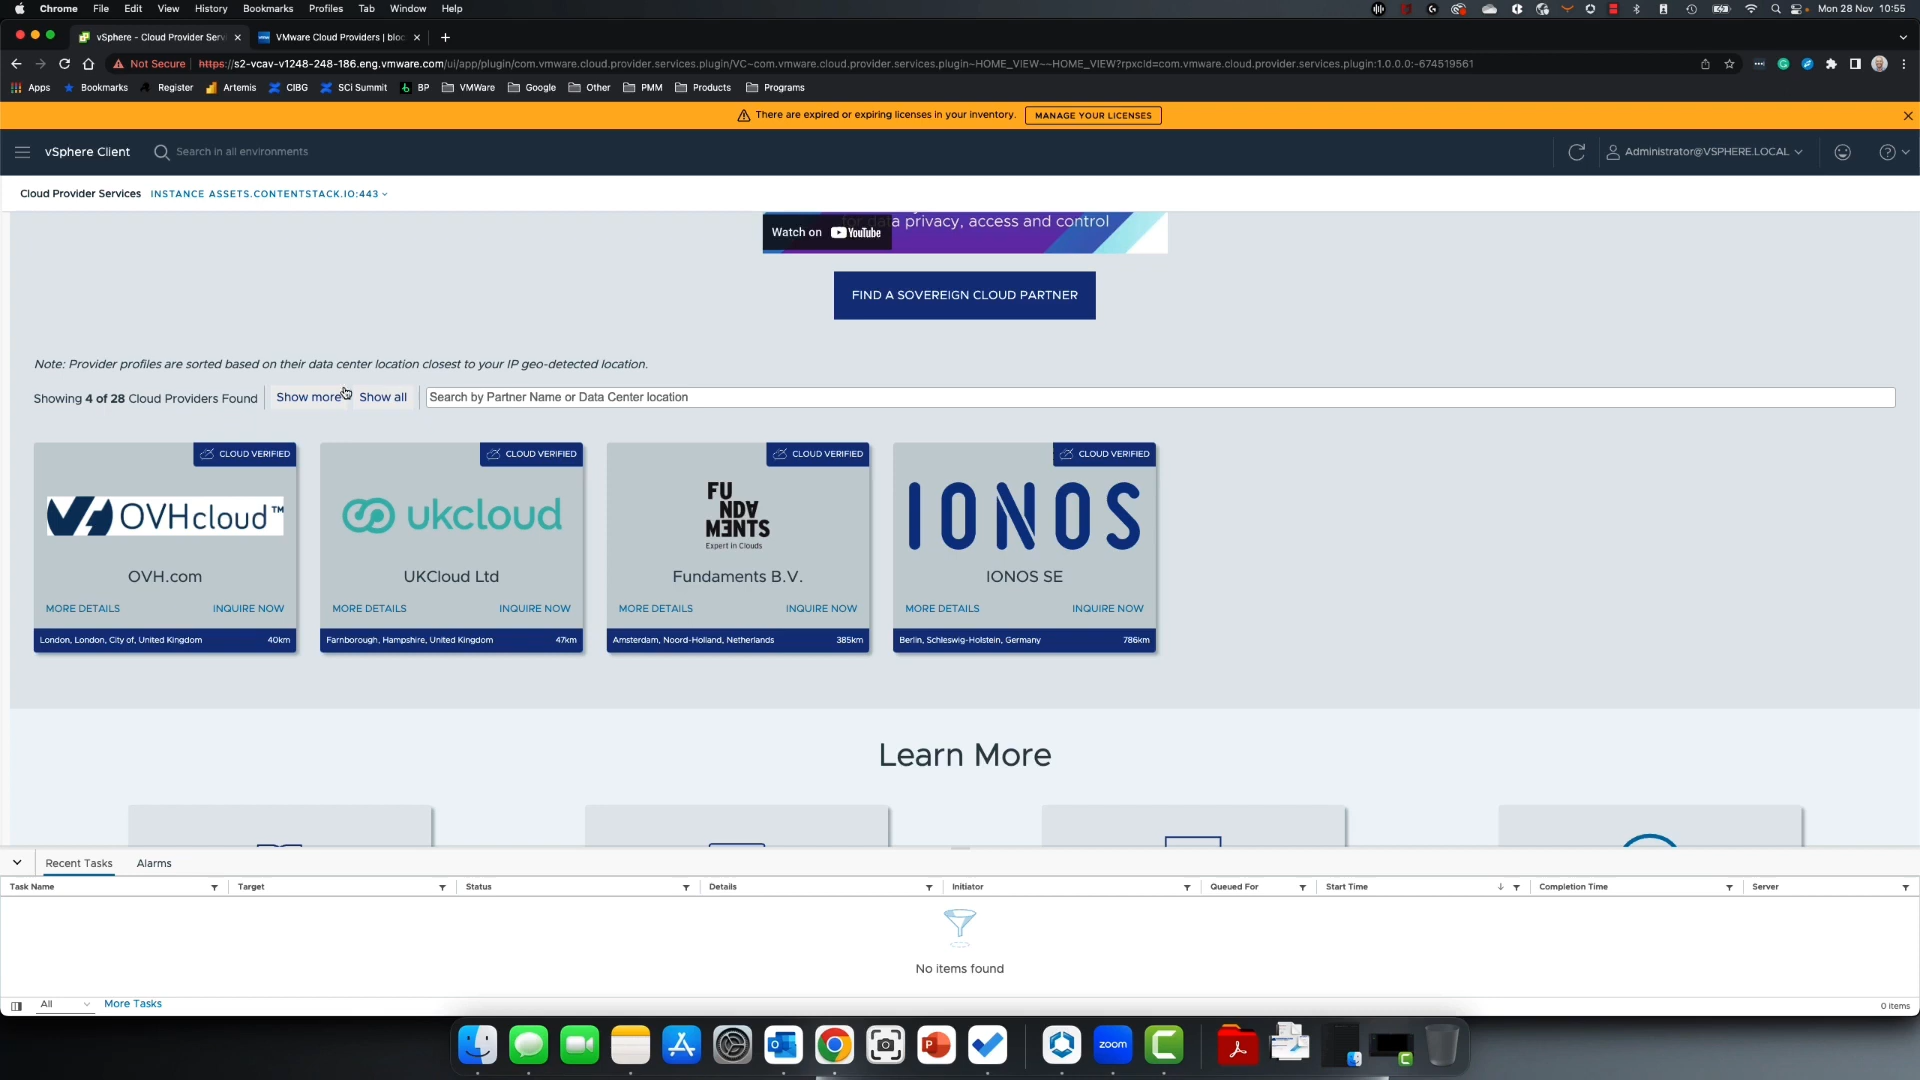 Chrome File Edit View History Bookmarks Profiles Tab Window Help Mon 28 Nov 10:55
vSphere - Cloud Provider Servi VMware Cloud Providers | bloc
Not Secure https://s2-vcav-v1248-248-186.eng.vmware.com/ui/app/plugin/com.vmware.cloud.provider.services.plugin/VC~com.vmware.cloud.provider.services.plugin~HOME_VIEW~~HOME_VIEW?rpxcId=com.vmware.cloud.provider.services.plugin:1.0.0.0:-674519561
Apps Bookmarks Register Artemis CIBG SCi Summit BP VMWare Google Other PMM Products Programs
There are expired or expiring licenses in your inventory. MANAGE YOUR LICENSES
vSphere Client Search in all environments Administrator@VSPHERE.LOCAL
Cloud Provider Services INSTANCE ASSETS.CONTENTSTACK.IO:443
for data privacy, access and control
Watch on YouTube
FIND A SOVEREIGN CLOUD PARTNER
Note: Provider profiles are sorted based on their data center location closest to your IP geo-detected location.
Showing 4 of 28 Cloud Providers Found Show more Show all Search by Partner Name or Data Center location
CLOUD VERIFIED CLOUD VERIFIED CLOUD VERIFIED CLOUD VERIFIED
OVHcloud™ ukcloud FUNDAMENTS IONOS
Expert in Clouds
OVH.com UKCloud Ltd Fundaments B.V. IONOS SE
MORE DETAILS INQUIRE NOW MORE DETAILS INQUIRE NOW MORE DETAILS INQUIRE NOW MORE DETAILS INQUIRE NOW
London, London, City of, United Kingdom 40km Farnborough, Hampshire, United Kingdom 47km Amsterdam, Noord-Holland, Netherlands 385km Berlin, Schleswig-Holstein, Germany 786km
Learn More
Recent Tasks Alarms
Task Name Target Status Details Initiator Queued For Start Time Completion Time Server
No items found
All More Tasks 0 items
zoom